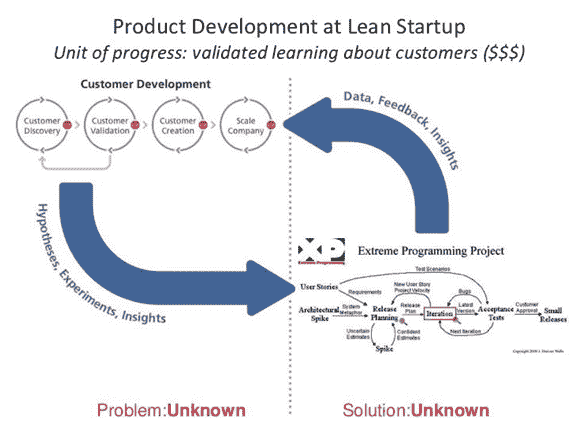 Product Development at Lean Startup
Unit of progress: validated learning about customers ($$$)
Customer Development
Customer
Discovery
Customer
Validation
Customer
Creation
Scale
Company
Data, Feedback, Insights
Hypotheses, Experiments, Insights
XP
Extreme Programming
Extreme Programming Project
Test Scenarios
User Stories
Requirements
New User Story
Project Velocity
Bugs
Architectural
Spike
System
Metaphor
Release
Planning
Release
Plan
Iteration
Latest
Version
Acceptance
Tests
Customer
Approval
Small
Releases
Uncertain
Estimates
Confident
Estimates
Spike
Next Iteration
Copyright 2000 J. Donovan Wells
Problem:Unknown
Solution:Unknown